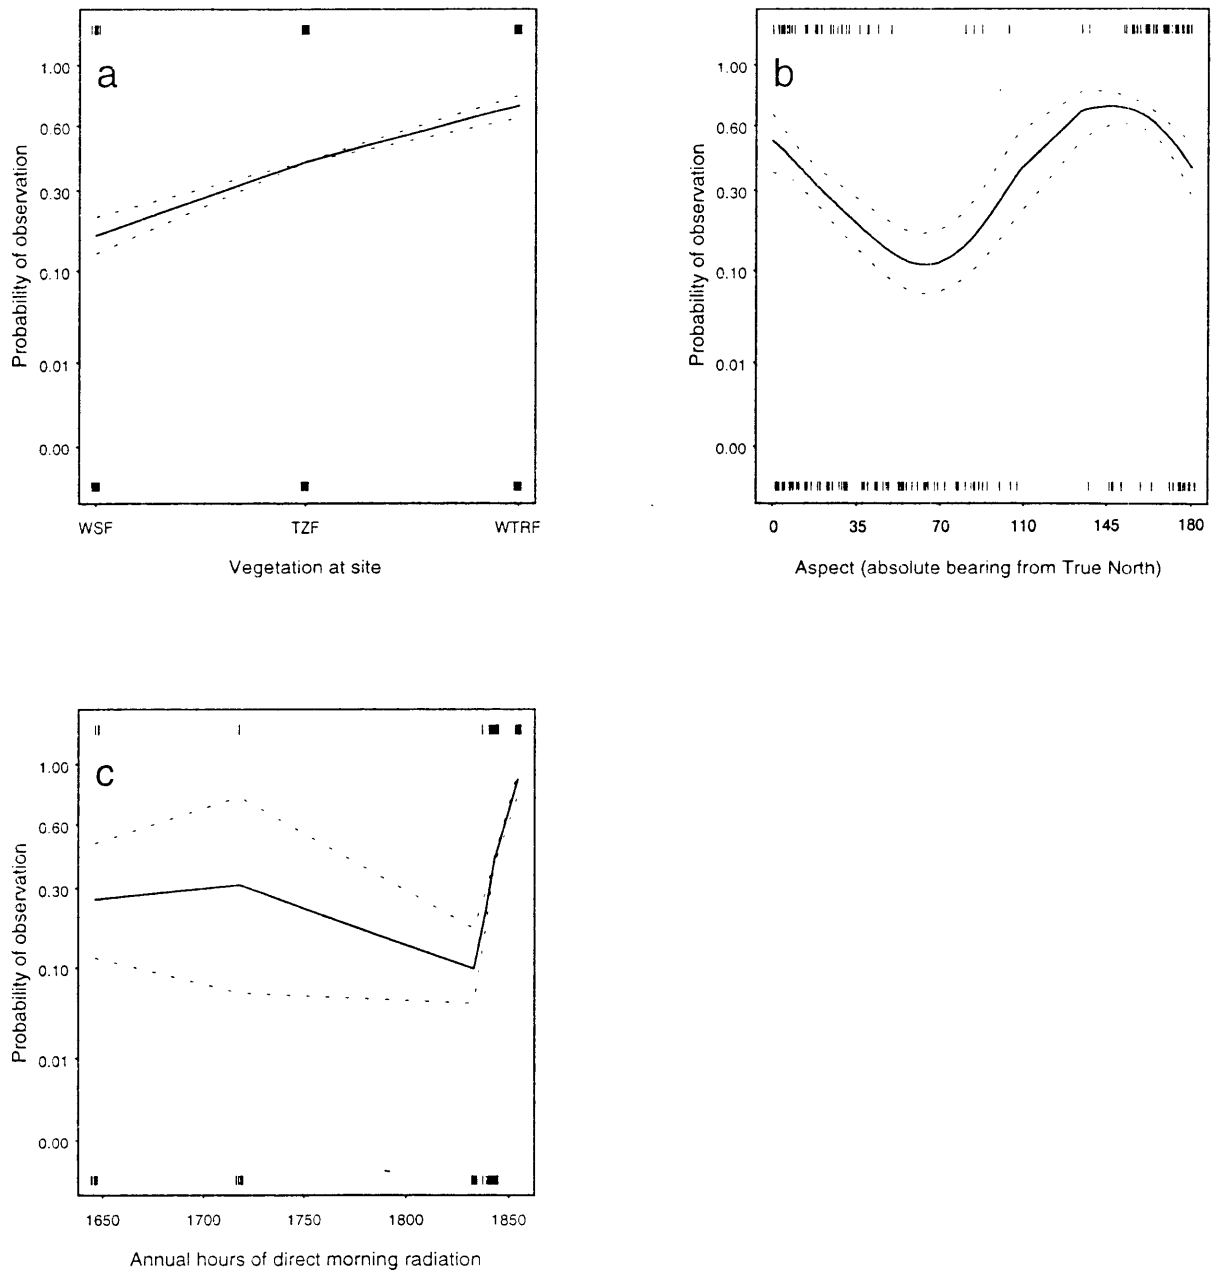 a
1.00
0.60
0.30
0.10
0.01
0.00
Probability of observation
WSF TZF WTRF
Vegetation at site
b
1.00
0.60
0.30
0.10
0.01
0.00
Probability of observation
0 35 70 110 145 180
Aspect (absolute bearing from True North)
c
1.00
0.60
0.30
0.10
0.01
0.00
Probability of observation
1650 1700 1750 1800 1850
Annual hours of direct morning radiation